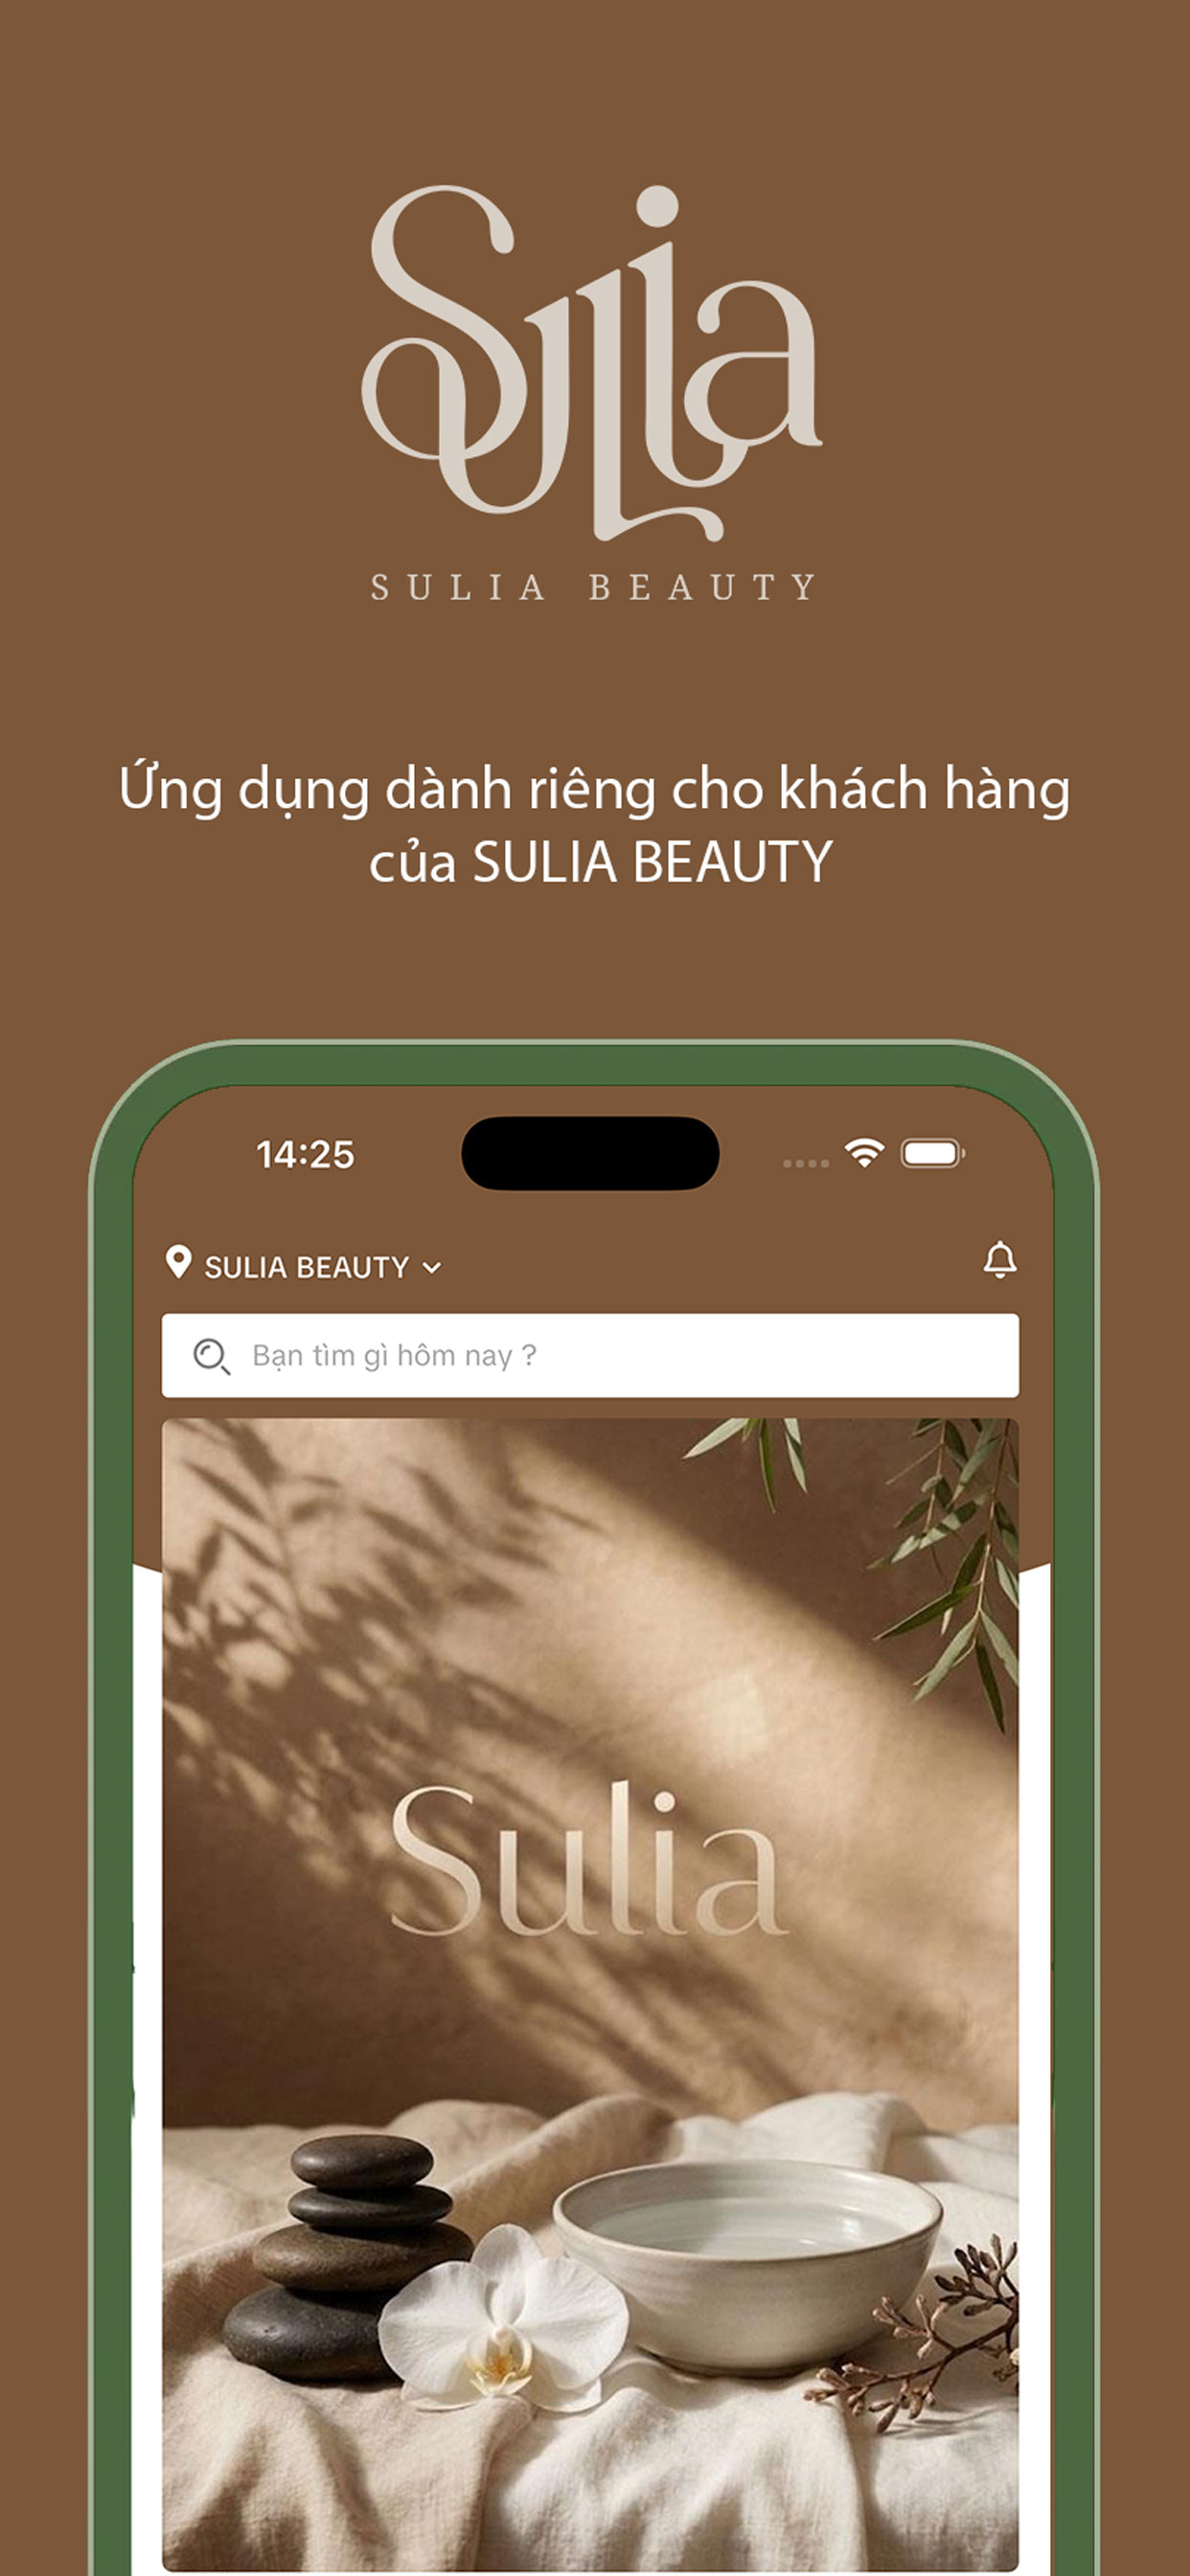 Sulia
SULIA BEAUTY
Ứng dụng dành riêng cho khách hàng
của SULIA BEAUTY
14:25
SULIA BEAUTY
Bạn tìm gì hôm nay ?
Sulia